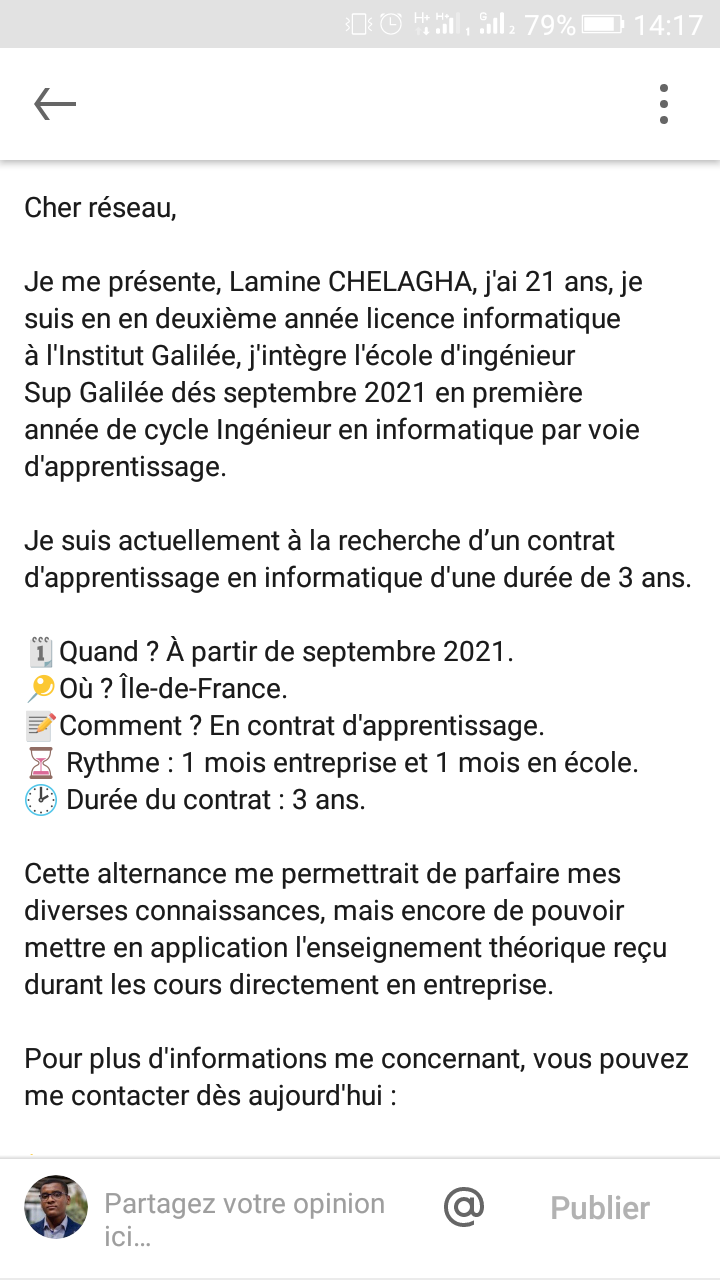 79% 14:17
Cher réseau,
Je me présente, Lamine CHELAGHA, j'ai 21 ans, je
suis en en deuxième année licence informatique
à l'Institut Galilée, j'intègre l'école d'ingénieur
Sup Galilée dés septembre 2021 en première
année de cycle Ingénieur en informatique par voie
d'apprentissage.
Je suis actuellement à la recherche d’un contrat
d'apprentissage en informatique d'une durée de 3 ans.
Quand ? À partir de septembre 2021.
Où ? Île-de-France.
Comment ? En contrat d'apprentissage.
Rythme : 1 mois entreprise et 1 mois en école.
Durée du contrat : 3 ans.
Cette alternance me permettrait de parfaire mes
diverses connaissances, mais encore de pouvoir
mettre en application l'enseignement théorique reçu
durant les cours directement en entreprise.
Pour plus d'informations me concernant, vous pouvez
me contacter dès aujourd'hui :
Partagez votre opinion
ici...
@ Publier